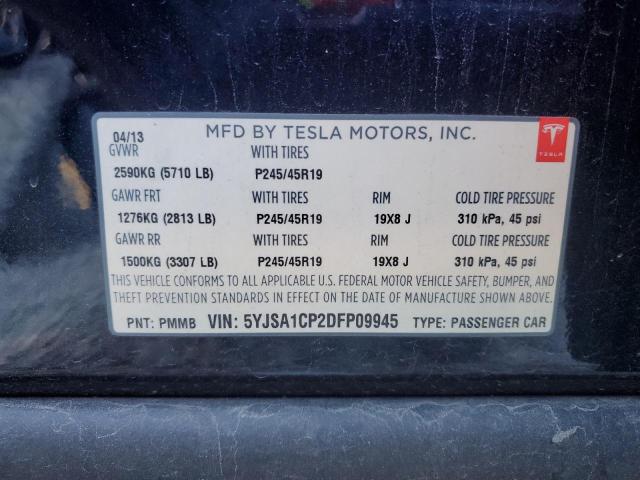 04/13 MFD BY TESLA MOTORS, INC.
TESLA
GVWR WITH TIRES
2590KG (5710 LB) P245/45R19
GAWR FRT WITH TIRES RIM COLD TIRE PRESSURE
1276KG (2813 LB) P245/45R19 19X8 J 310 kPa, 45 psi
GAWR RR WITH TIRES RIM COLD TIRE PRESSURE
1500KG (3307 LB) P245/45R19 19X8 J 310 kPa, 45 psi
THIS VEHICLE CONFORMS TO ALL APPLICABLE U.S. FEDERAL MOTOR VEHICLE SAFETY, BUMPER, AND
THEFT PREVENTION STANDARDS IN EFFECT ON THE DATE OF MANUFACTURE SHOWN ABOVE.
PNT: PMMB VIN: 5YJSA1CP2DFP09945 TYPE: PASSENGER CAR